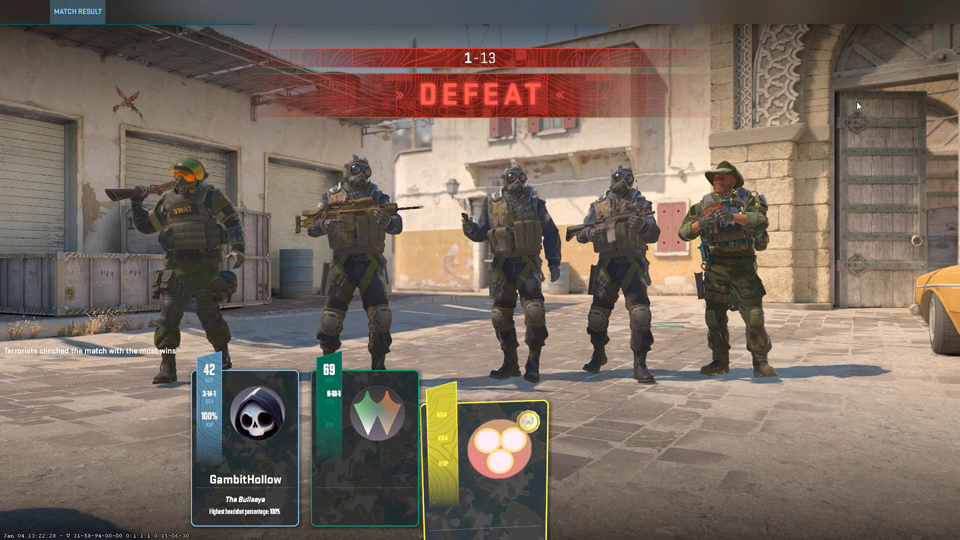 MATCH RESULT
1-13
» DEFEAT «
SWAT
Terrorists clinched the match with the most wins
42
3-14-1
100%
69
GambitHollow
The Bullseye
Highest headshot percentage: 100%